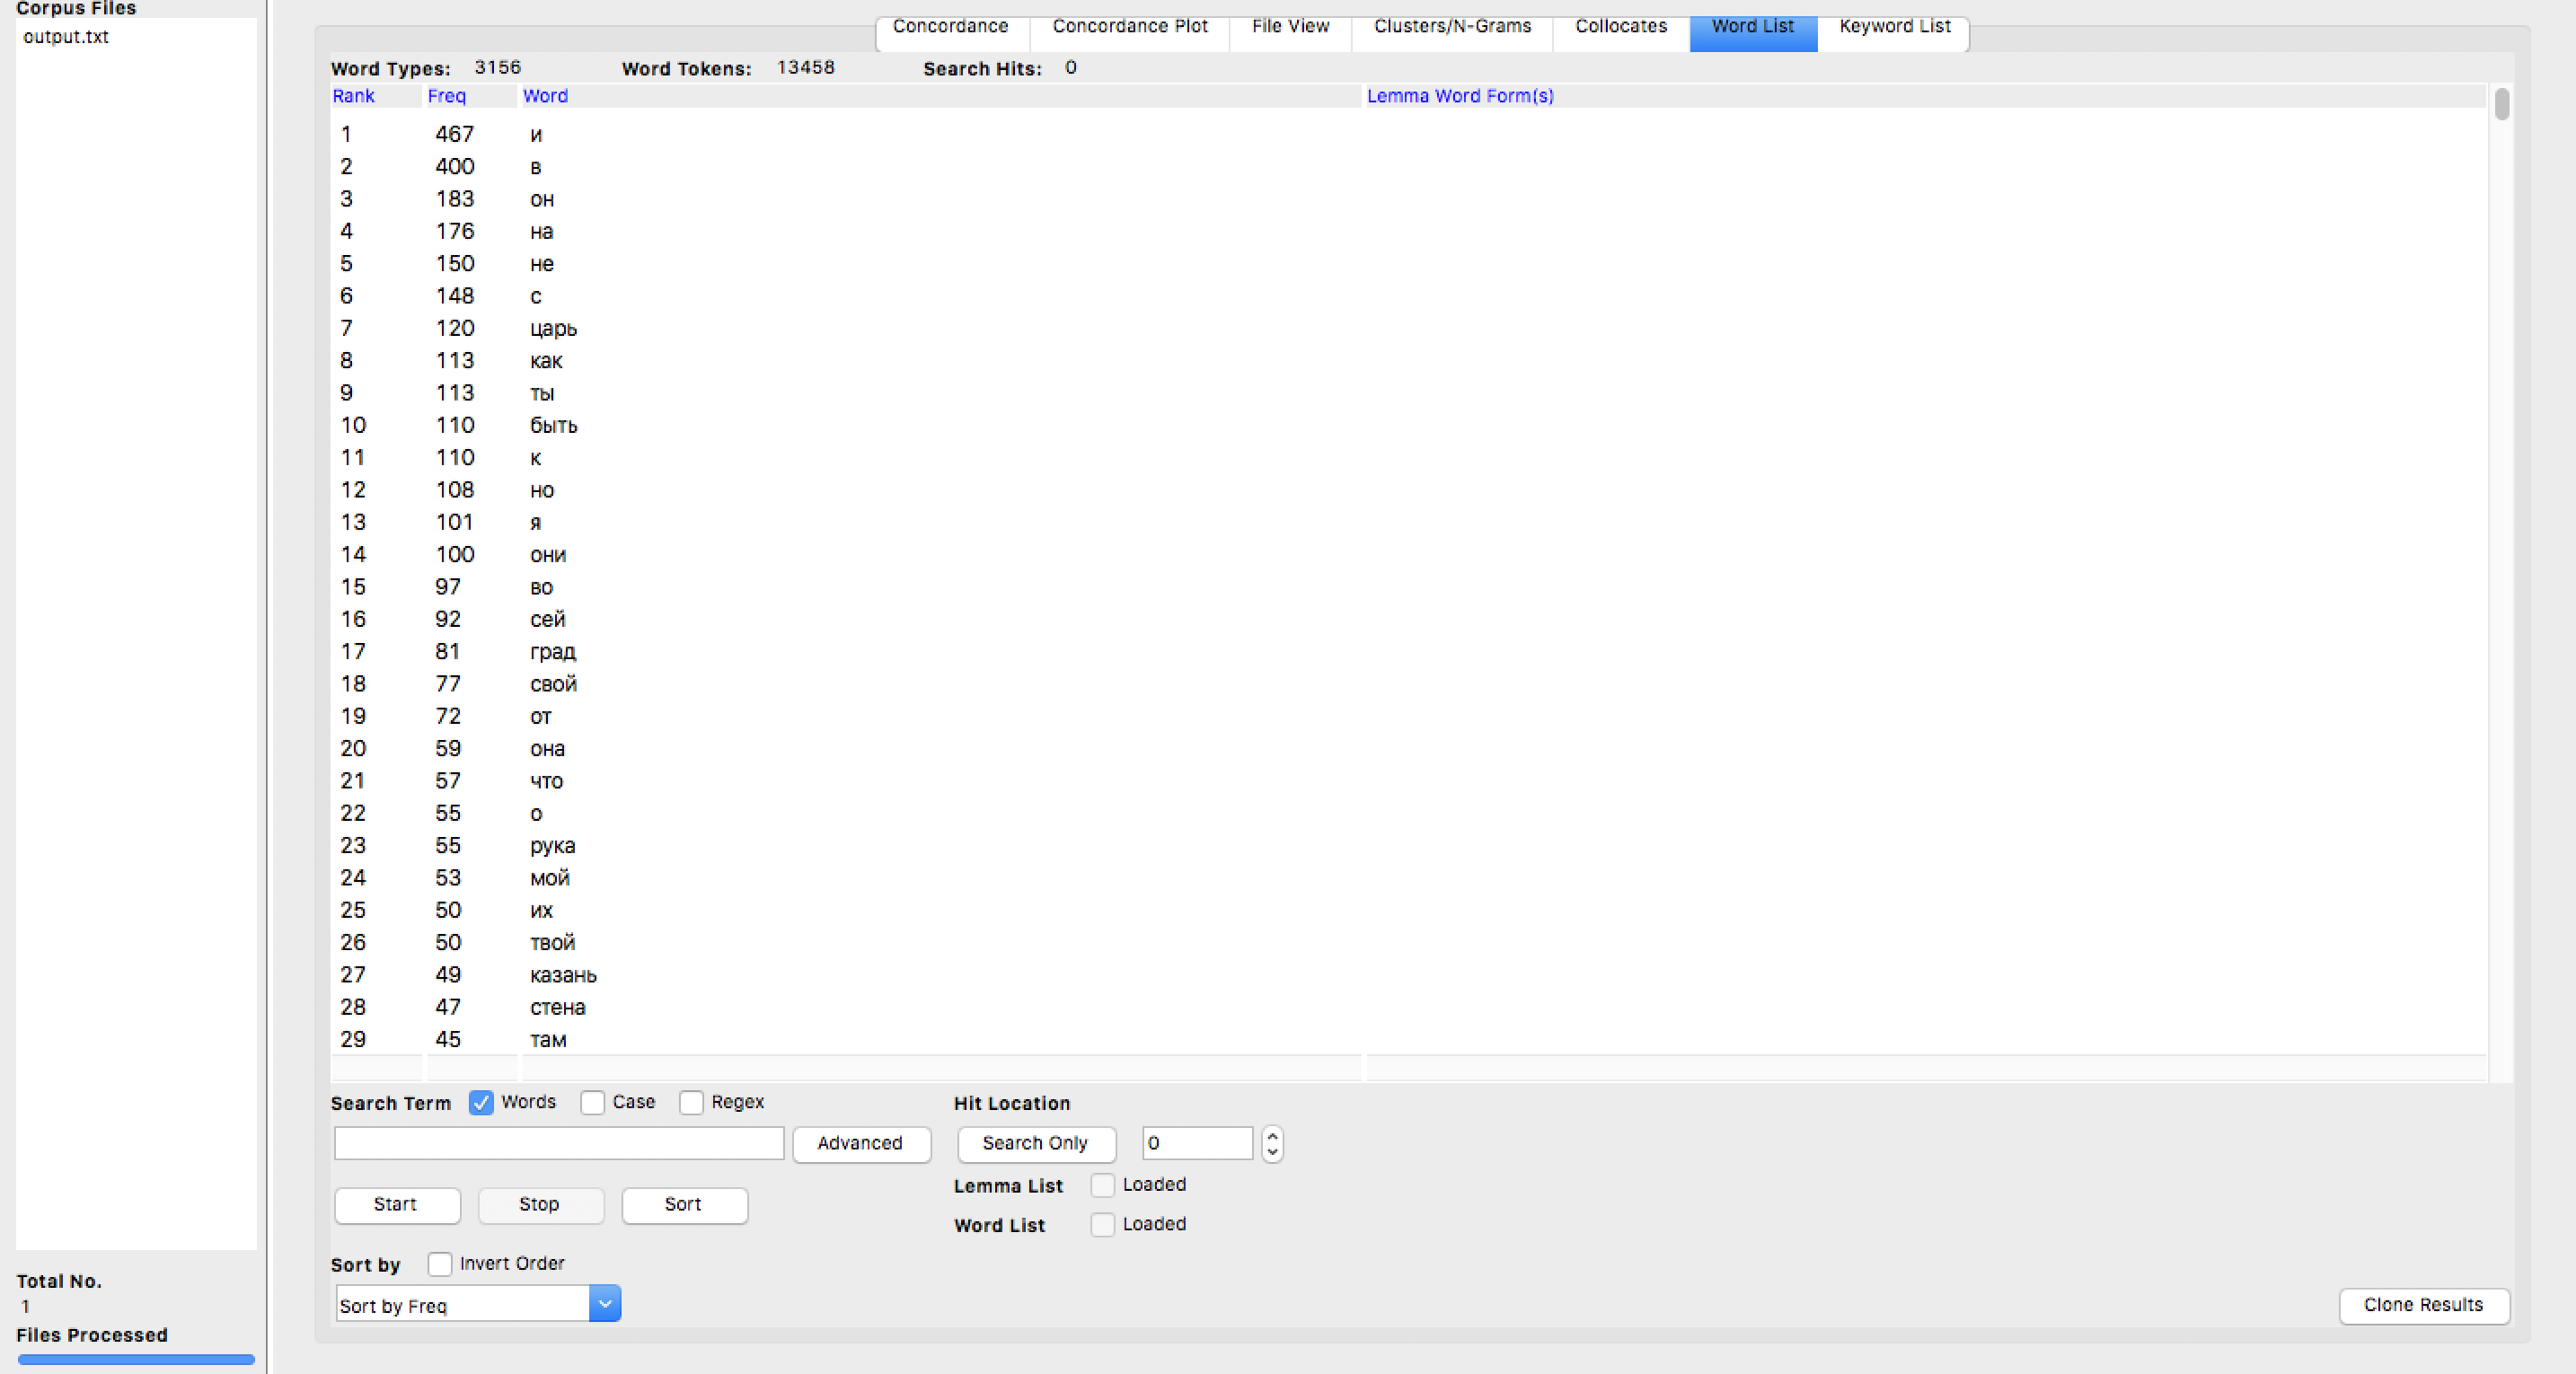 Corpus Files
output.txt
Concordance Concordance Plot File View Clusters/N-Grams Collocates Word List Keyword List
Word Types: 3156 Word Tokens: 13458 Search Hits: 0
Rank Freq Word Lemma Word Form(s)
1 467 и
2 400 в
3 183 он
4 176 на
5 150 не
6 148 с
7 120 царь
8 113 как
9 113 ты
10 110 быть
11 110 к
12 108 но
13 101 я
14 100 они
15 97 во
16 92 сей
17 81 град
18 77 свой
19 72 от
20 59 она
21 57 что
22 55 о
23 55 рука
24 53 мой
25 50 их
26 50 твой
27 49 казань
28 47 стена
29 45 там
Search Term Words Case Regex Hit Location
Advanced Search Only 0
Lemma List Loaded
Start Stop Sort
Word List Loaded
Sort by Invert Order
Sort by Freq
Clone Results
Total No.
1
Files Processed